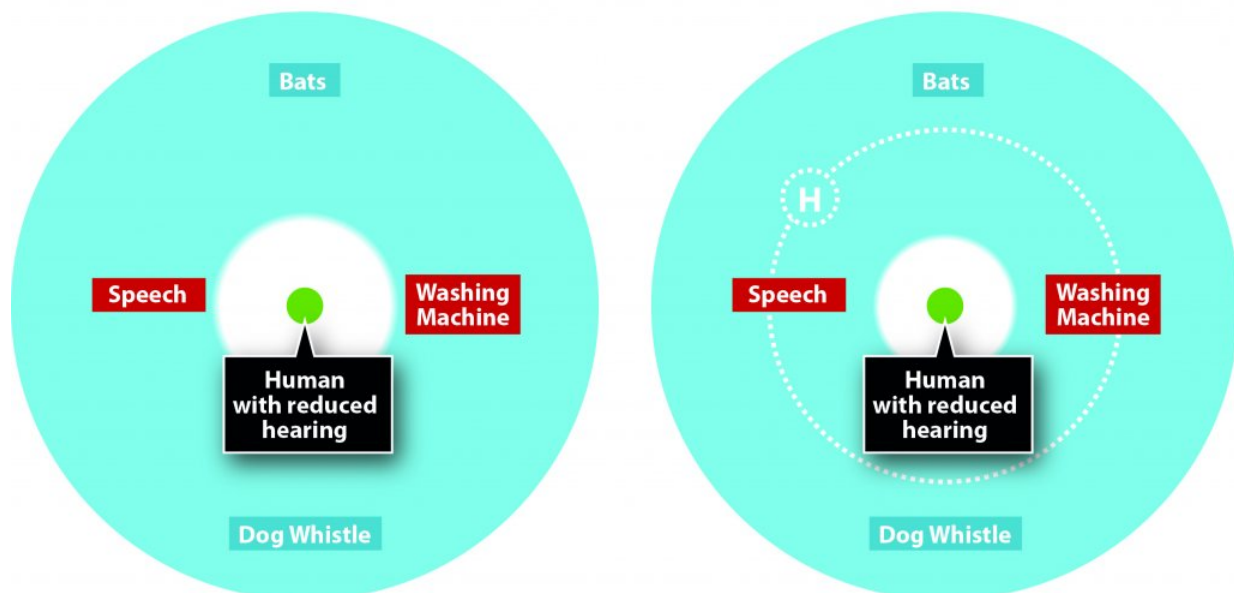 Bats
Speech
Washing
Machine
Human
with reduced
hearing
Dog Whistle
Bats
H
Speech
Washing
Machine
Human
with reduced
hearing
Dog Whistle